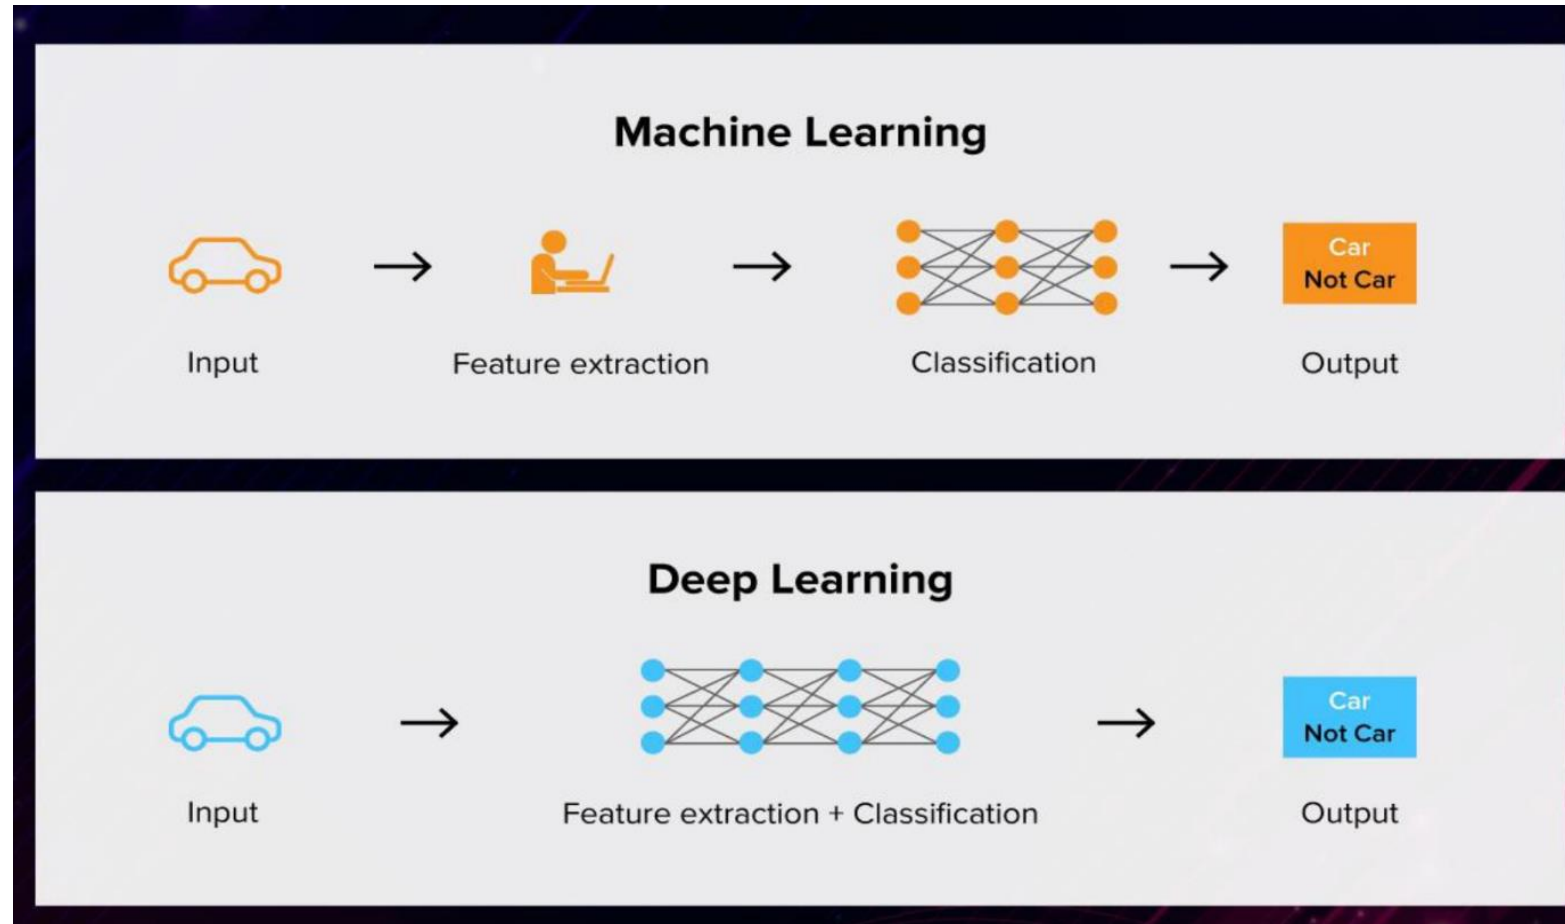 Machine Learning
Car
Not Car
Input
Feature extraction
Classification
Output
Deep Learning
Car
Not Car
Input
Feature extraction + Classification
Output